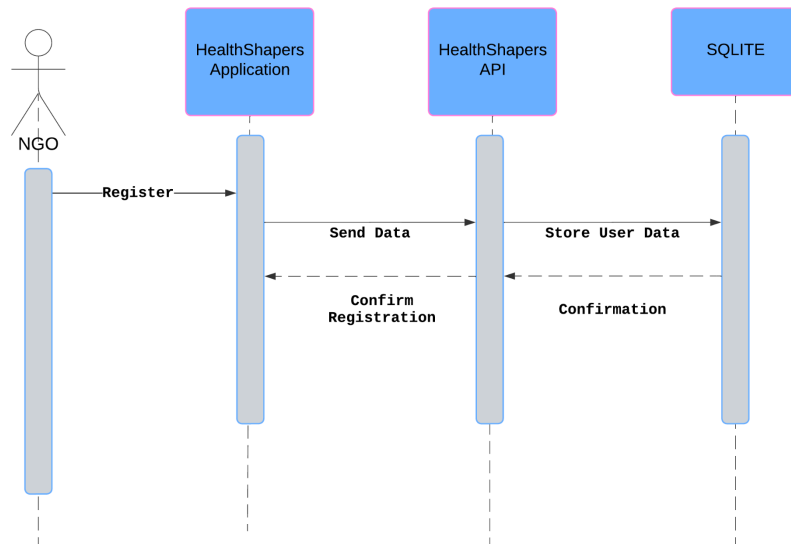 HealthShapers
Application
HealthShapers
API
SQLITE
NGO
Register
Send Data
Store User Data
Confirm
Registration
Confirmation